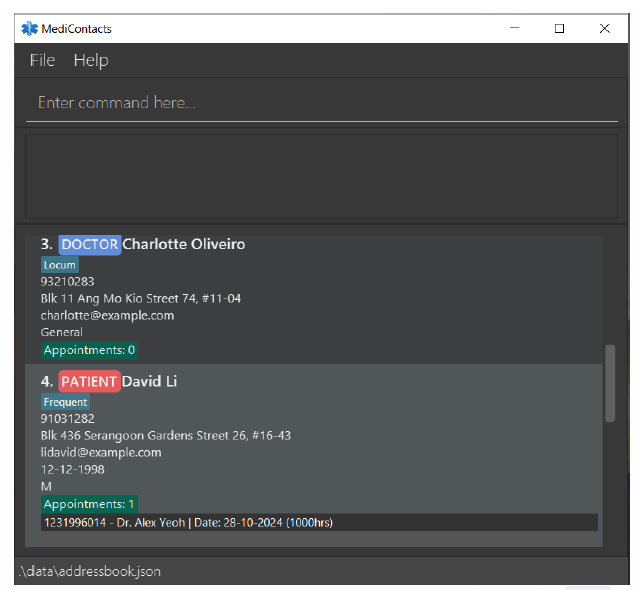 MediContacts
File Help
Enter command here...
3. DOCTOR Charlotte Oliveiro
Locum
93210283
Blk 11 Ang Mo Kio Street 74, #11-04
charlotte@example.com
General
Appointments: 0
4. PATIENT David Li
Frequent
91031282
Blk 436 Serangoon Gardens Street 26, #16-43
lidavid@example.com
12-12-1998
M
Appointments: 1
1231996014 - Dr. Alex Yeoh | Date: 28-10-2024 (1000hrs)
.\data\addressbook.json